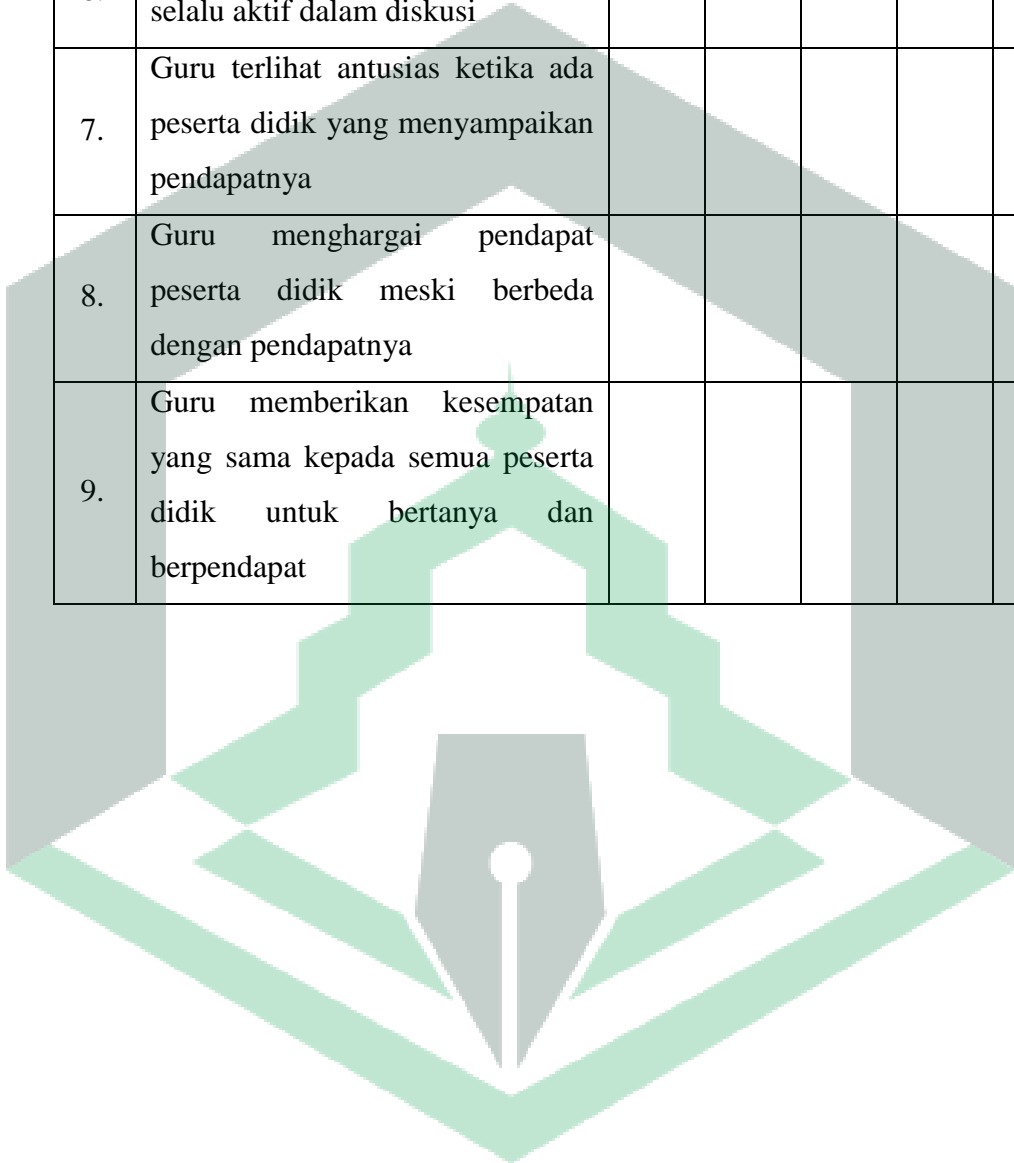 selalu aktif dalam diskusi
7.
Guru terlihat antusias ketika ada
peserta didik yang menyampaikan
pendapatnya
8.
Guru menghargai pendapat
peserta didik meski berbeda
dengan pendapatnya
9.
Guru memberikan kesempatan
yang sama kepada semua peserta
didik untuk bertanya dan
berpendapat